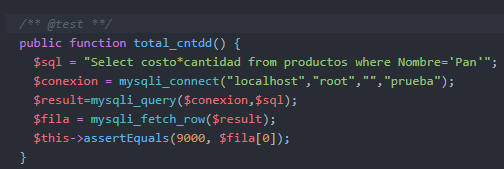 /** @test **/
public function total_cntdd() {
$sql = "Select costo*cantidad from productos where Nombre='Pan'";
$conexion = mysqli_connect("localhost","root","","prueba");
$result=mysqli_query($conexion,$sql);
$fila = mysqli_fetch_row($result);
$this->assertEquals(9000, $fila[0]);
}